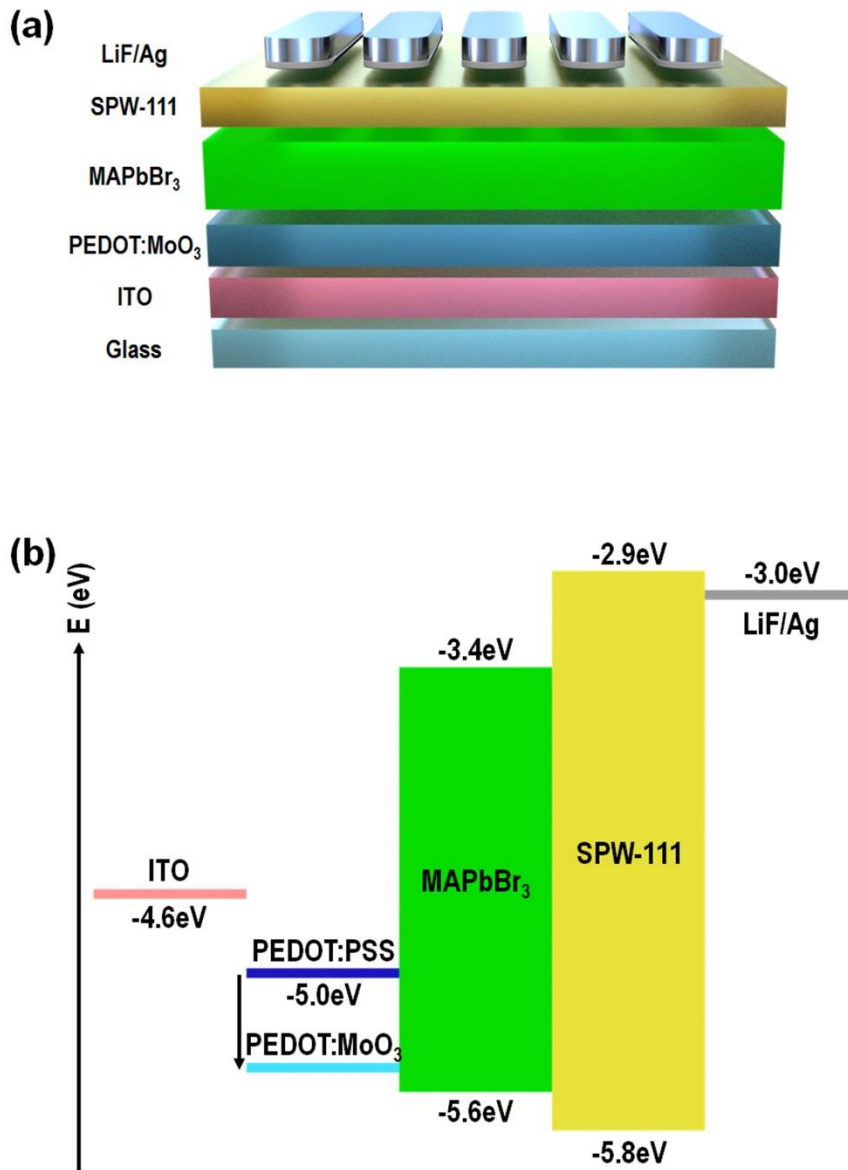 (a)
LiF/Ag
SPW-111
MAPbBr₃
PEDOT:MoO₃
ITO
Glass
(b)
E (eV)
-2.9eV
-3.0eV
LiF/Ag
-3.4eV
SPW-111
MAPbBr₃
ITO
-4.6eV
PEDOT:PSS
-5.0eV
PEDOT:MoO₃
-5.6eV
-5.8eV